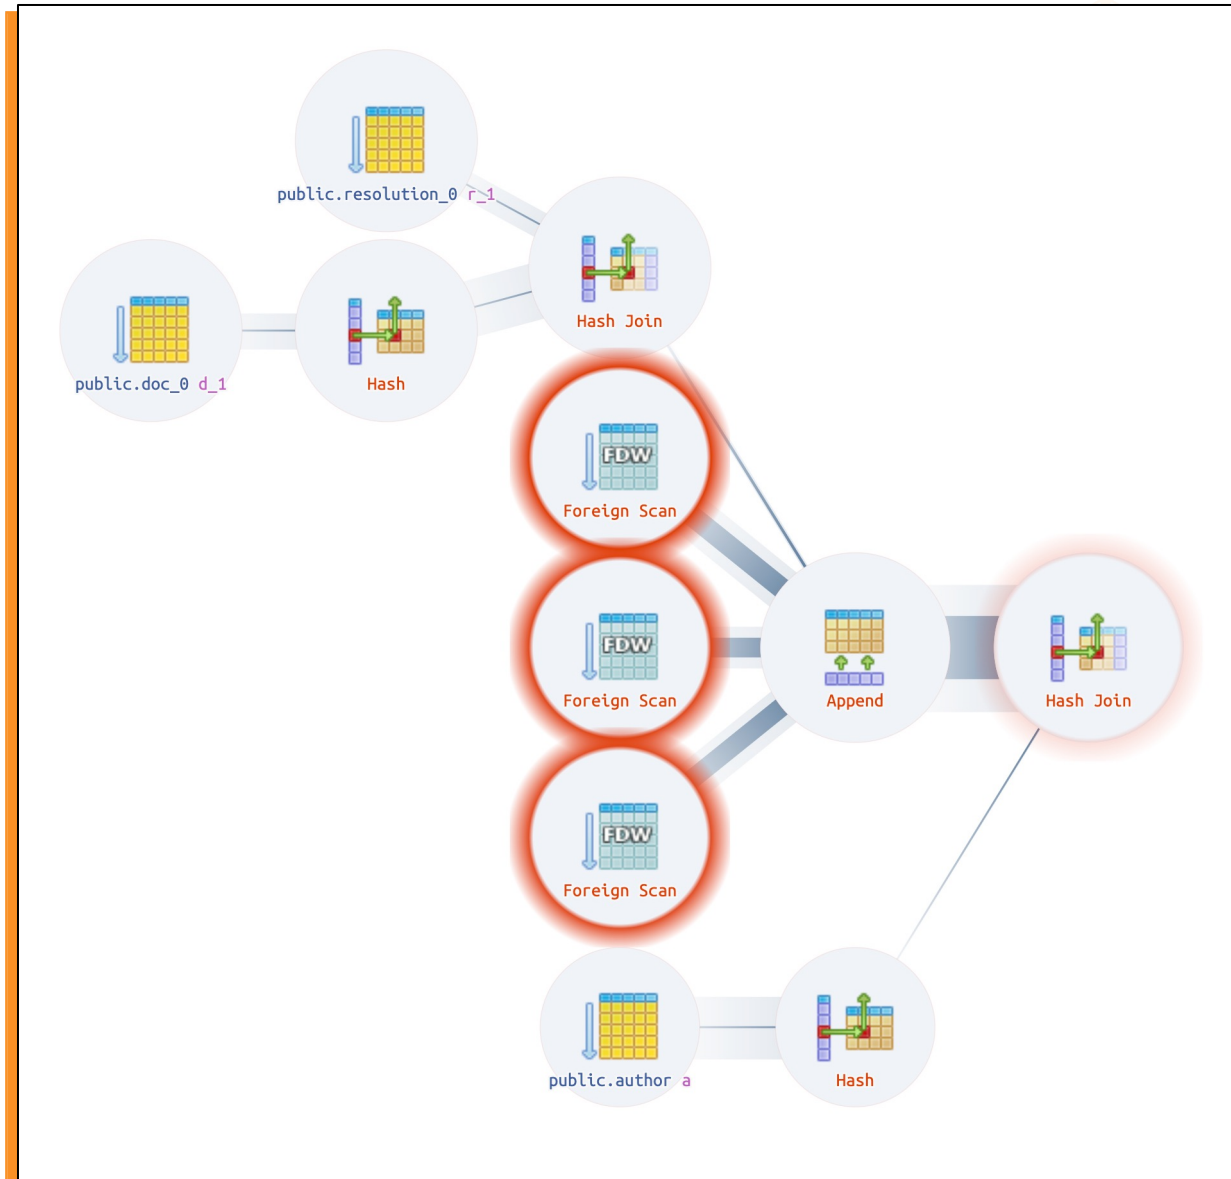 public.resolution_0 r_1
Hash Join
public.doc_0 d_1
Hash
FDW
Foreign Scan
FDW
Foreign Scan
Append
Hash Join
FDW
Foreign Scan
public.author a
Hash